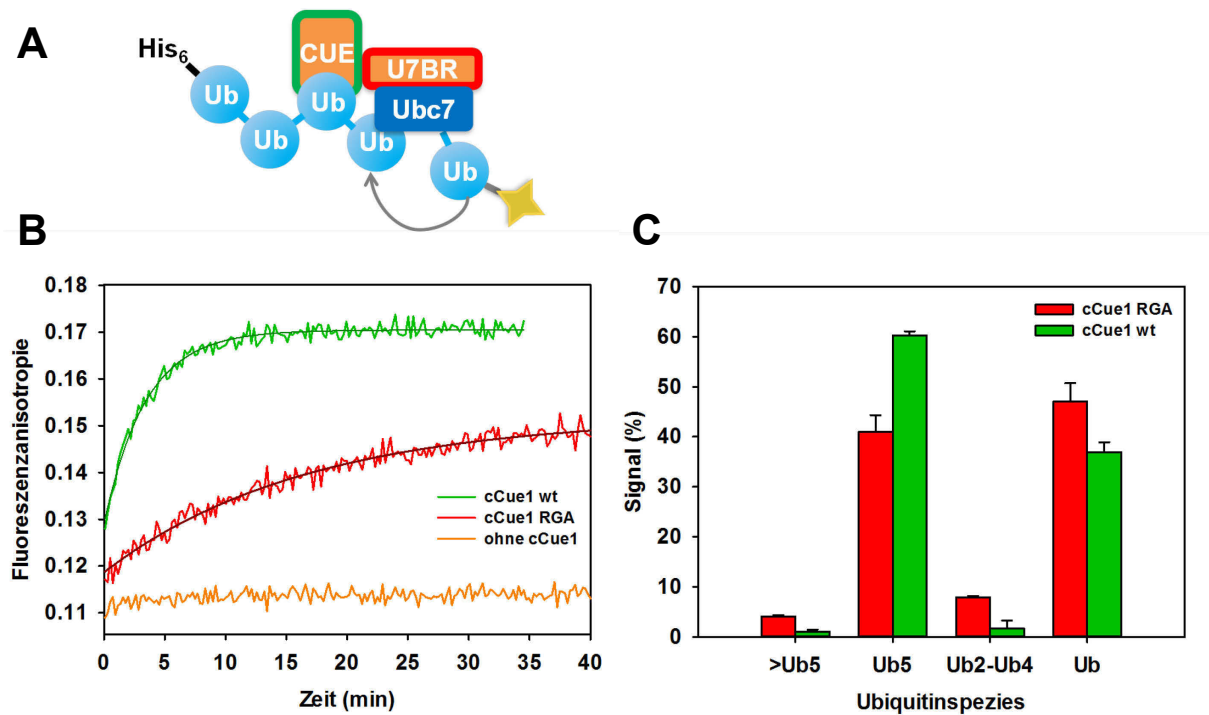 A
His6
CUE
U7BR
Ubc7
Ub
Ub
Ub
Ub
Ub
B
0.18
0.17
0.16
0.15
0.14
0.13
0.12
0.11
Fluoreszenzanisotropie
cCue1 wt
cCue1 RGA
ohne cCue1
0 5 10 15 20 25 30 35 40
Zeit (min)
C
70
60
50
40
30
20
10
0
Signal (%)
cCue1 RGA
cCue1 wt
>Ub5 Ub5 Ub2-Ub4 Ub
Ubiquitinspezies